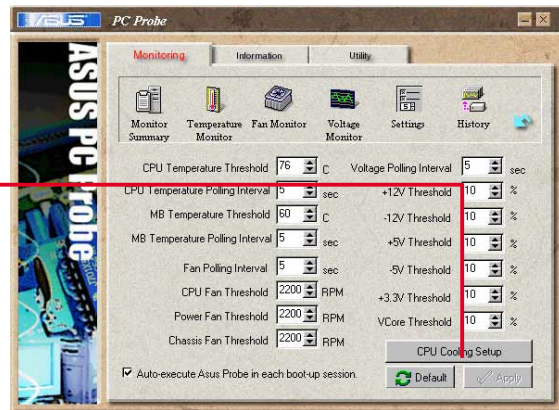 ASUS PC Probe
ASUS PC Probe
Monitoring
Information
Utility
Monitor Summary
Temperature Monitor
Fan Monitor
Voltage Monitor
Settings
History
CPU Temperature Threshold 76 C
CPU Temperature Polling Interval 5 sec
MB Temperature Threshold 60 C
MB Temperature Polling Interval 5 sec
Fan Polling Interval 5 sec
CPU Fan Threshold 2200 RPM
Power Fan Threshold 2200 RPM
Chassis Fan Threshold 2200 RPM
Voltage Polling Interval 5 sec
+12V Threshold 10 %
-12V Threshold 10 %
+5V Threshold 10 %
-5V Threshold 10 %
+3.3V Threshold 10 %
VCore Threshold 10 %
CPU Cooling Setup
Auto-execute Asus Probe in each boot-up session.
Default
Apply